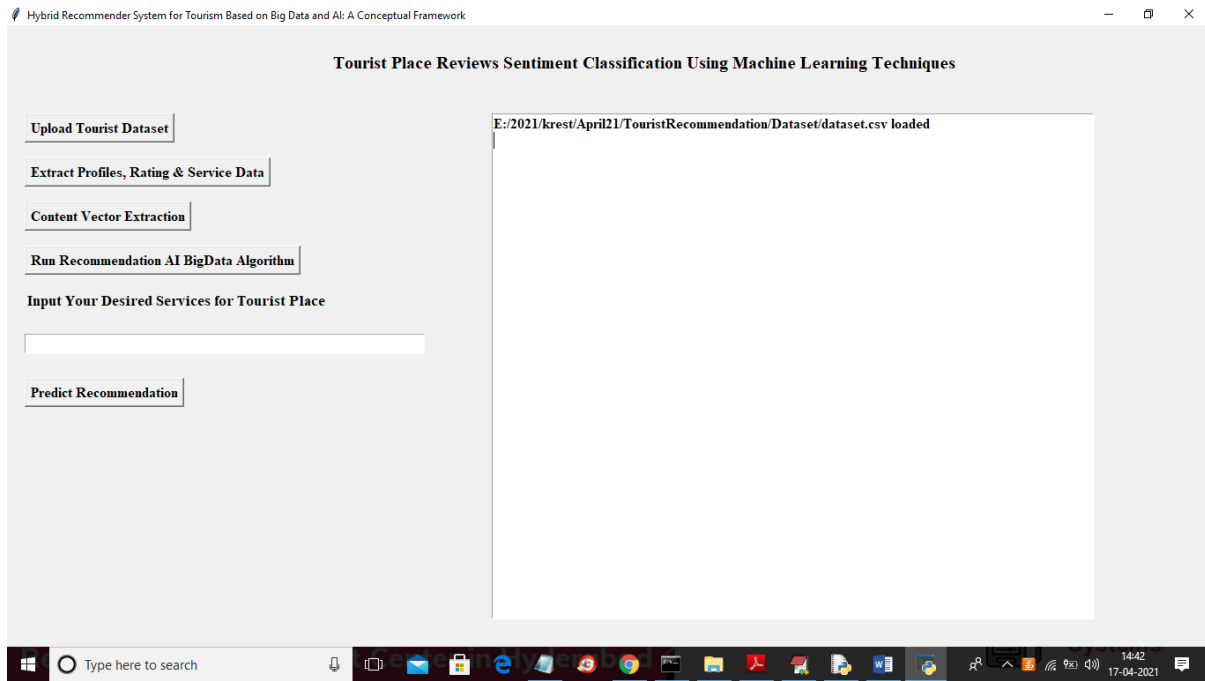 Hybrid Recommender System for Tourism Based on Big Data and AI: A Conceptual Framework
Tourist Place Reviews Sentiment Classification Using Machine Learning Techniques
Upload Tourist Dataset
Extract Profiles, Rating & Service Data
Content Vector Extraction
Run Recommendation AI BigData Algorithm
Input Your Desired Services for Tourist Place
Predict Recommendation
E:/2021/krest/April21/TouristRecommendation/Dataset/dataset.csv loaded
Type here to search
14:42
17-04-2021